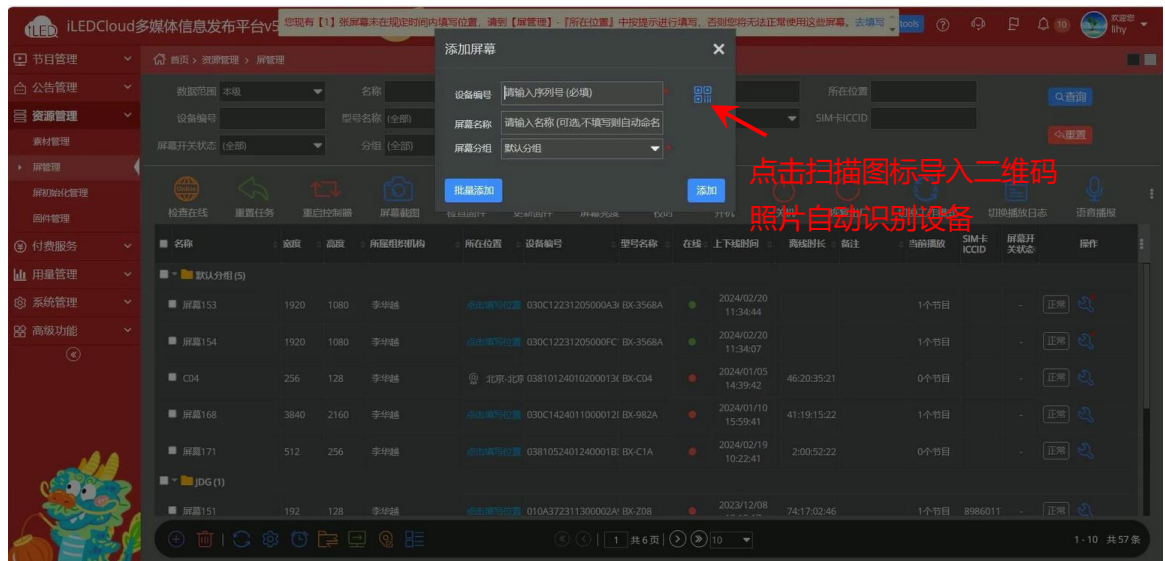 iLEDCloud多媒体信息发布平台v5
您现有【1】张屏幕未在规定时间内填写位置，请到【屏管理】-『所在位置』中按提示进行填写，否则您将无法正常使用这些屏幕。去填写
tools
10
欢迎您
lihy
节目管理
公告管理
资源管理
素材管理
屏管理
屏初始化管理
固件管理
付费服务
用量管理
系统管理
高级功能
首页 > 资源管理 > 屏管理
数据范围 本级 名称 所在位置 查询
设备编号 型号名称 (全部) SIM卡ICCID
屏幕开关状态 (全部) 分组 (全部) 重置
添加屏幕
设备编号 请输入序列号 (必填) *
屏幕名称 请输入名称 (可选,不填写则自动命名
屏幕分组 默认分组 *
批量添加 添加
点击扫描图标导入二维码
照片自动识别设备
检查在线 重置任务 重启控制器 屏幕截图 切换播放日志 语音播报
名称 宽度 高度 所属组织机构 所在位置 设备编号 型号名称 在线 上下线时间 离线时长 备注 当前播放 SIM卡ICCID 屏幕开关状态 操作
默认分组 (5)
屏幕153 1920 1080 李华越 点击填写位置 030C12231205000A3 BX-3568A 2024/02/20 11:34:44 1个节目 - 正常
屏幕154 1920 1080 李华越 点击填写位置 030C12231205000FC BX-3568A 2024/02/20 11:34:07 1个节目 - 正常
C04 256 128 李华越 北京-北京 03810124010200013 BX-C04 2024/01/05 14:39:42 46:20:35:21 0个节目 - 正常
屏幕168 3840 2160 李华越 点击填写位置 030C1424011000012 BX-982A 2024/01/10 15:59:41 41:19:15:22 1个节目 - 正常
屏幕171 512 256 李华越 点击填写位置 0381052401240001B BX-C1A 2024/02/19 10:22:41 2:00:52:22 0个节目 - 正常
JDG (1)
屏幕151 192 128 李华越 点击填写位置 010A372311300002A BX-Z08 2023/12/08 74:17:02:46 1个节目 8986011 - 正常
1 共6页 10
1 - 10 共57条